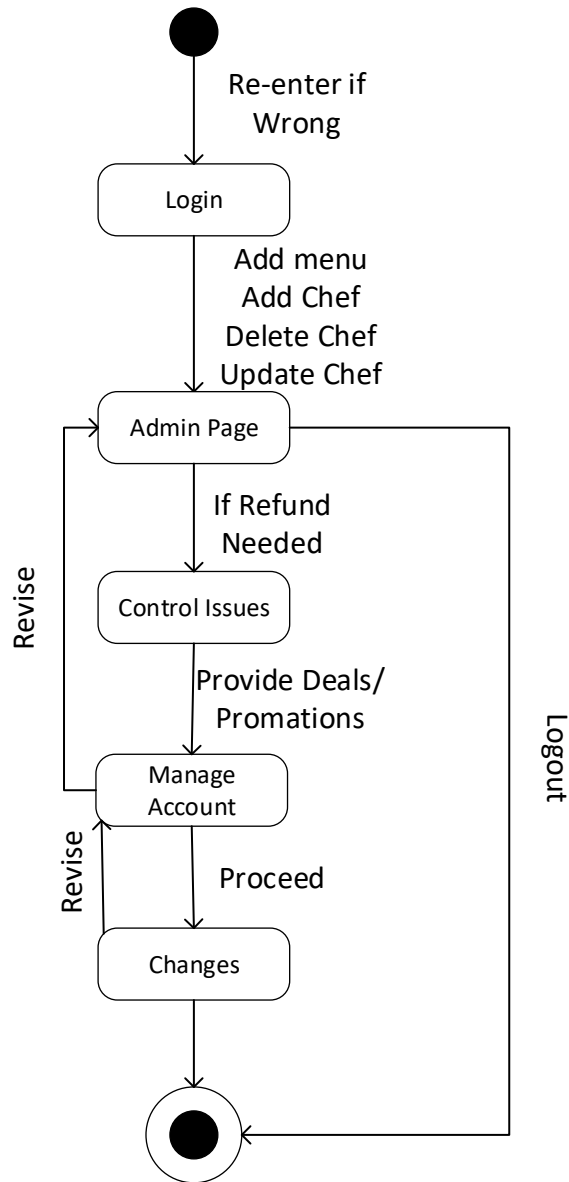 Re-enter if
Wrong
Login
Add menu
Add Chef
Delete Chef
Update Chef
Admin Page
If Refund
Needed
Control Issues
Revise
Provide Deals/
Promations
Logout
Manage
Account
Revise
Proceed
Changes